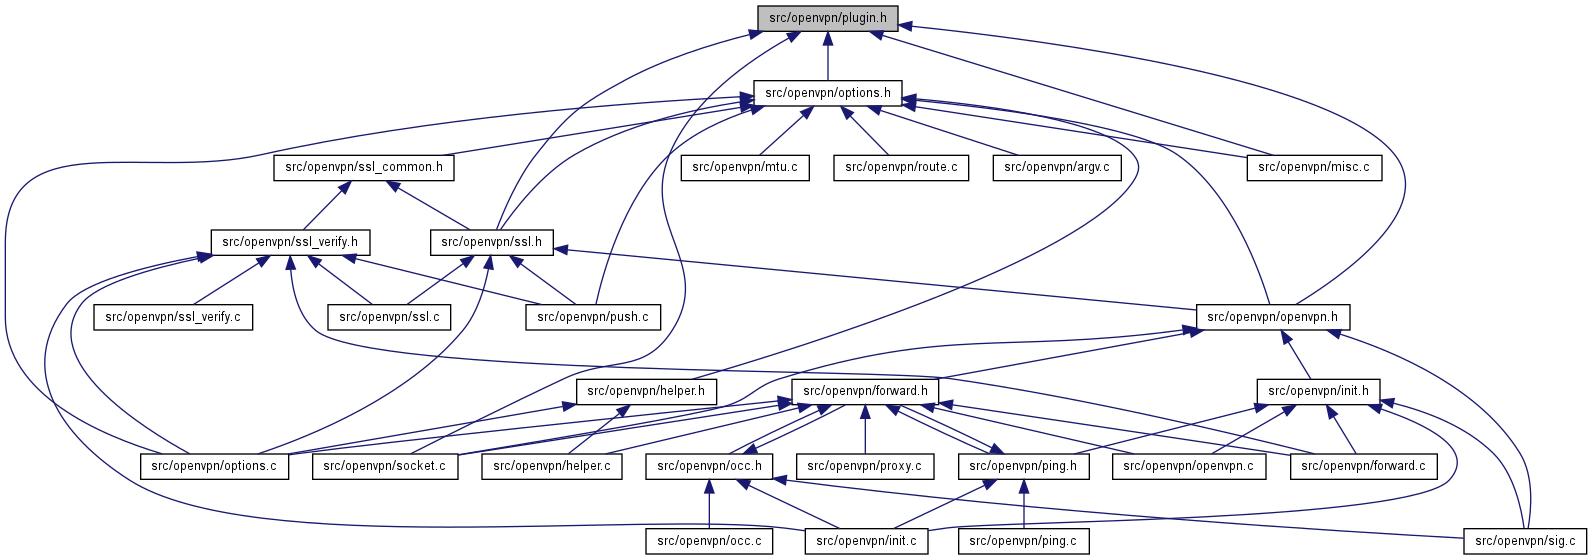 src/openvpn/plugin.h
src/openvpn/options.h
src/openvpn/ssl_common.h
src/openvpn/mtu.c
src/openvpn/route.c
src/openvpn/argv.c
src/openvpn/misc.c
src/openvpn/ssl_verify.h
src/openvpn/ssl.h
src/openvpn/ssl_verify.c
src/openvpn/ssl.c
src/openvpn/push.c
src/openvpn/openvpn.h
src/openvpn/helper.h
src/openvpn/forward.h
src/openvpn/init.h
src/openvpn/options.c
src/openvpn/socket.c
src/openvpn/helper.c
src/openvpn/occ.h
src/openvpn/proxy.c
src/openvpn/ping.h
src/openvpn/openvpn.c
src/openvpn/forward.c
src/openvpn/occ.c
src/openvpn/init.c
src/openvpn/ping.c
src/openvpn/sig.c